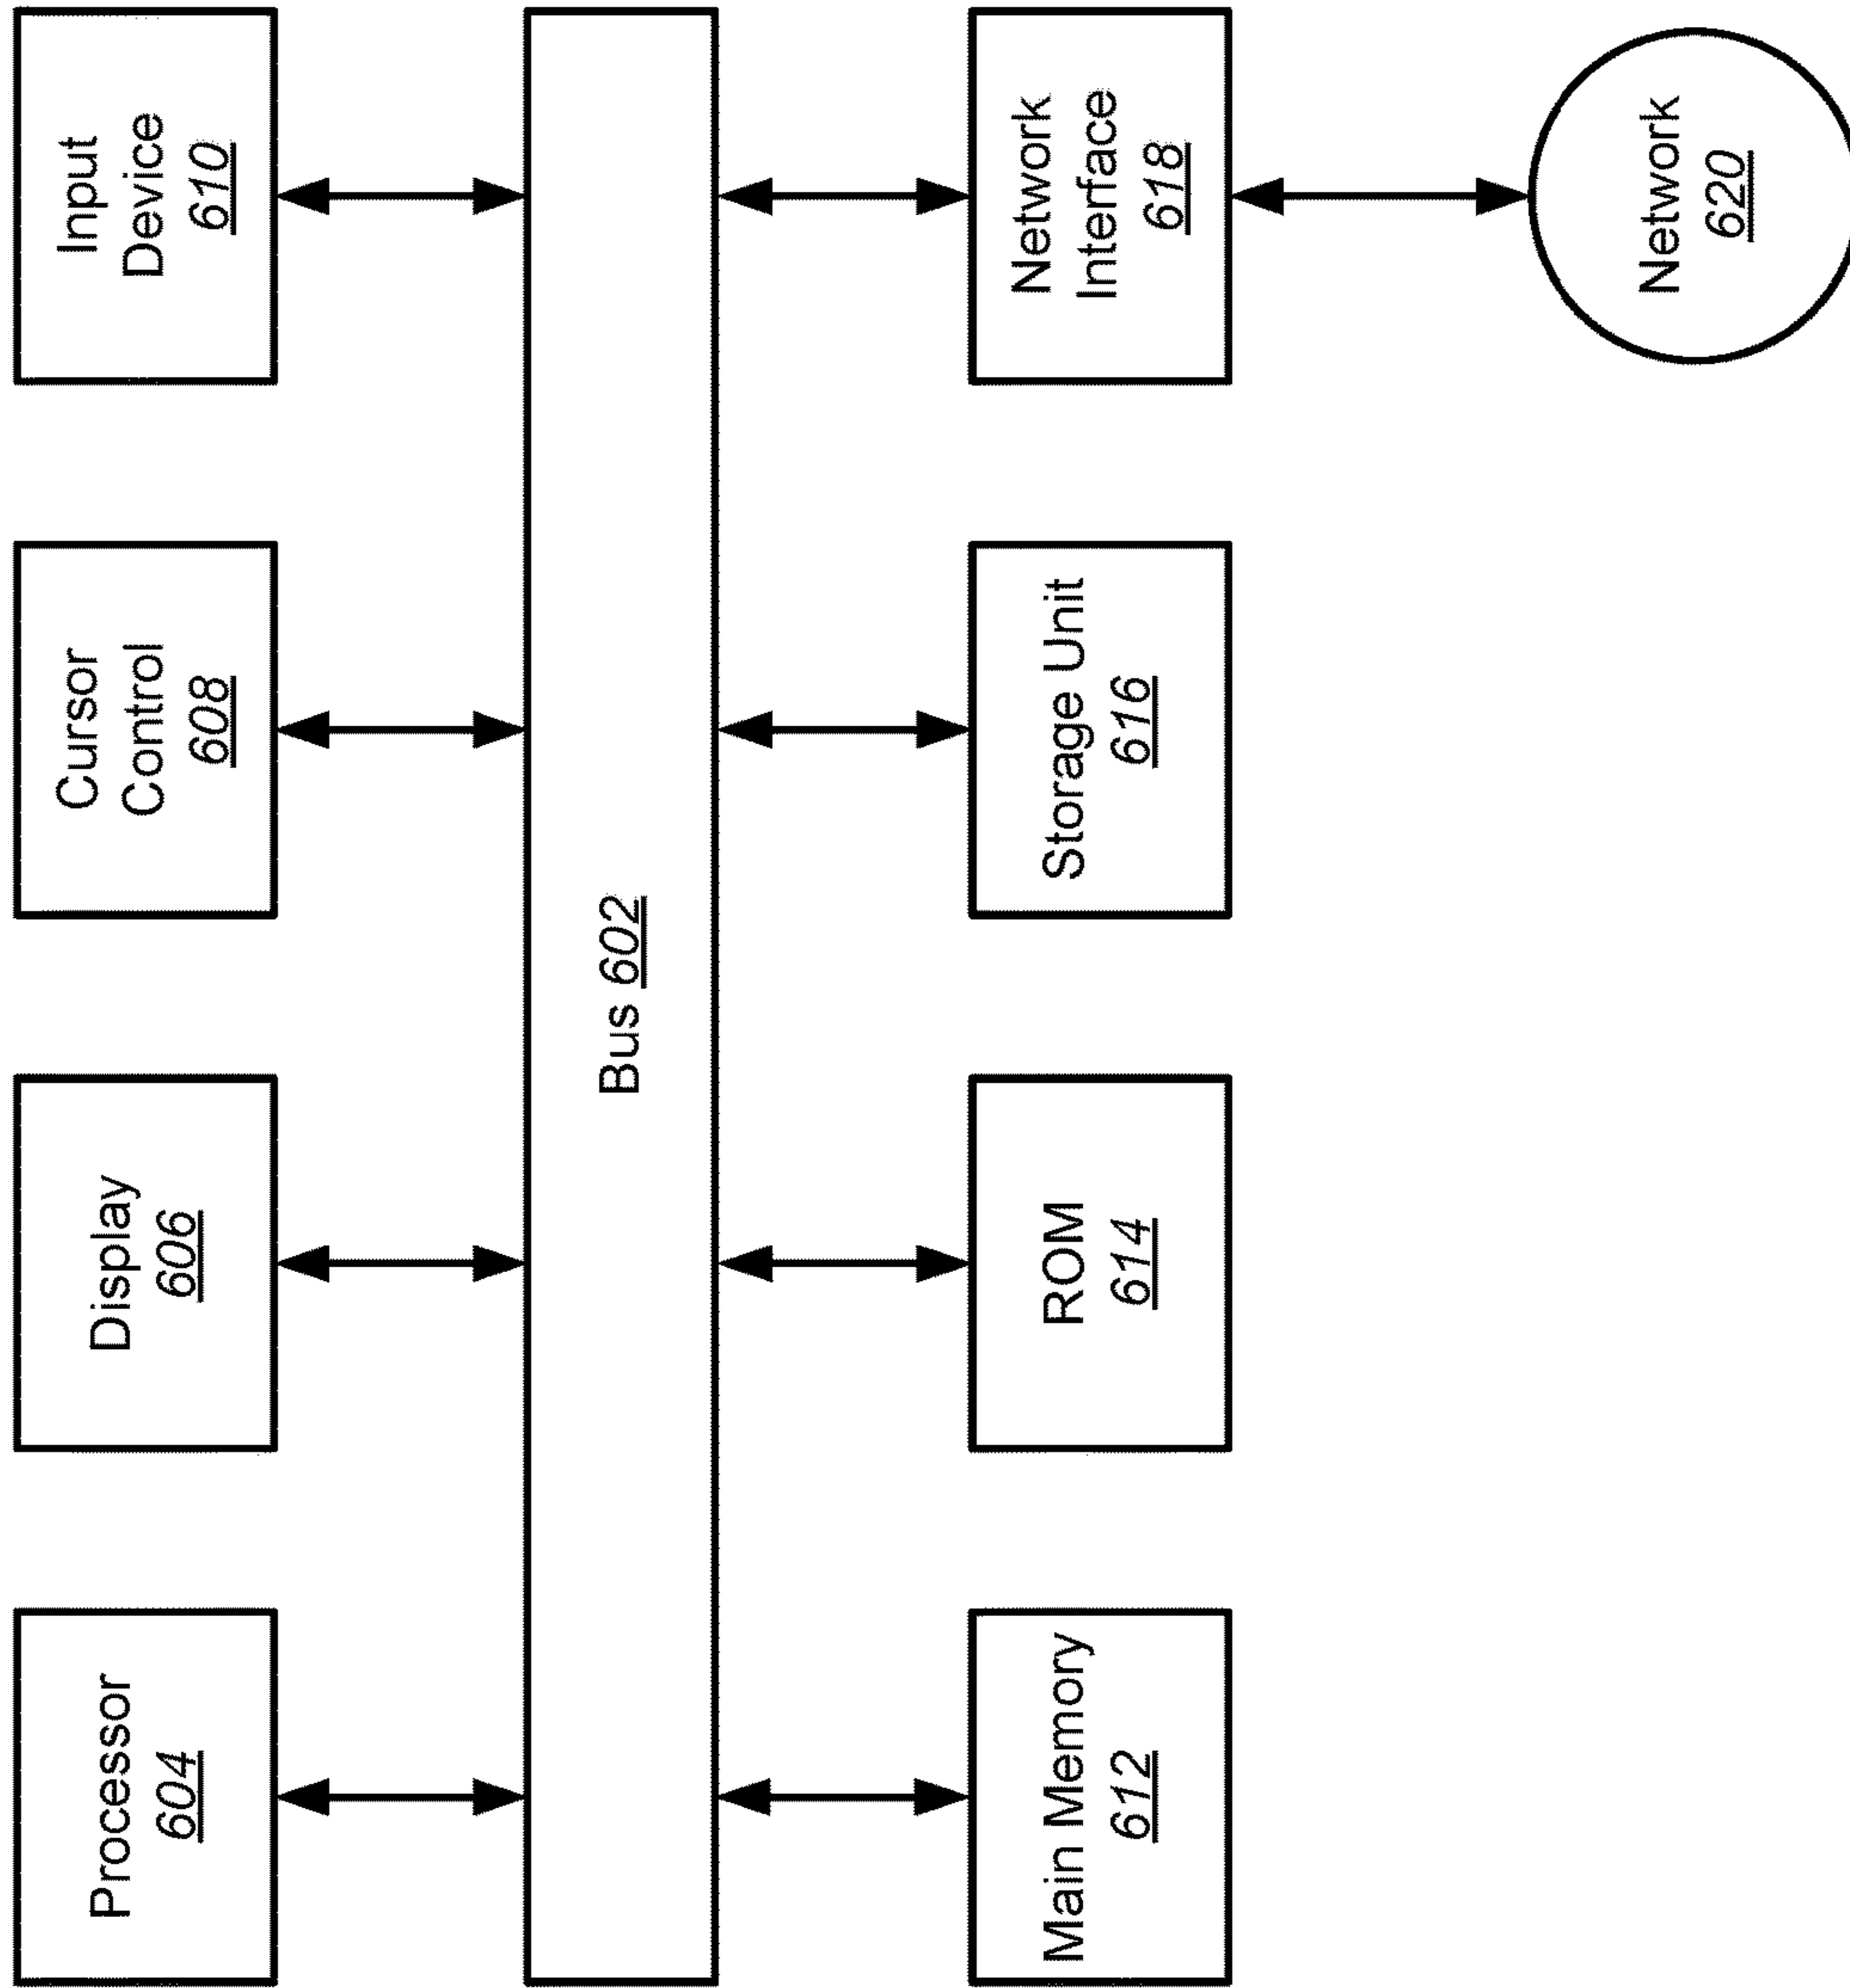 Processor
604
Display
606
Cursor
Control
608
Input
Device
610
Bus 602
Main Memory
612
ROM
614
Storage Unit
616
Network
Interface
618
Network
620